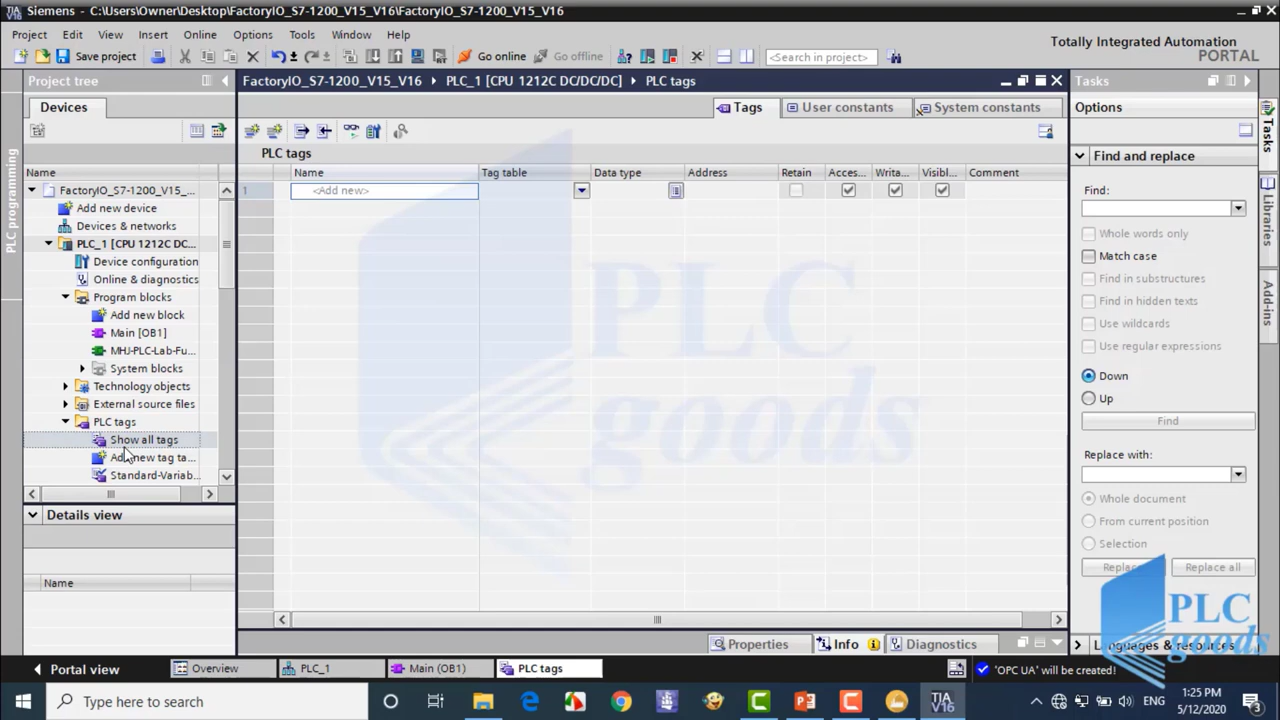 Siemens - C:\Users\Owner\Desktop\FactoryIO_S7-1200_V15_V16\FactoryIO_S7-1200_V15_V16
Project Edit View Insert Online Options Tools Window Help
Totally Integrated Automation
PORTAL
Save project
Go online
Go offline
<Search in project>
Project tree
FactoryIO_S7-1200_V15_V16 PLC_1 [CPU 1212C DC/DC/DC] PLC tags
Tasks
Devices
Tags
User constants
System constants
Options
PLC tags
Find and replace
Name
Name Tag table Data type Address Retain Acces... Writa... Visibl... Comment
1 <Add new>
FactoryIO_S7-1200_V15_...
Add new device
Devices & networks
PLC_1 [CPU 1212C DC...
Device configuration
Online & diagnostics
Program blocks
Add new block
Main [OB1]
MHJ-PLC-Lab-Fu...
System blocks
Technology objects
External source files
PLC tags
Show all tags
Add new tag ta...
Standard-Variab...
Find:
Whole words only
Match case
Find in substructures
Find in hidden texts
Use wildcards
Use regular expressions
Down
Up
Find
Replace with:
Whole document
From current position
Selection
Replace
Replace all
Languages & resources
PLC programming
Tasks
Libraries
Add-ins
PLC
goods
PLC
goods
Details view
Name
Properties
Info
Diagnostics
Portal view
Overview
PLC_1
Main (OB1)
PLC tags
'OPC UA' will be created!
Type here to search
TIA
V16
ENG
1:25 PM
5/12/2020
3